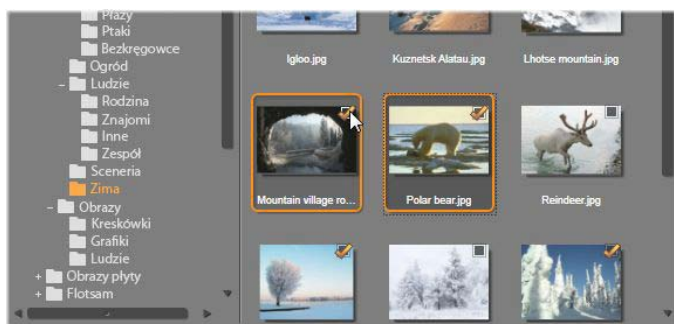 Płazy
Ptaki
Bezkręgowce
Ogród
Ludzie
Rodzina
Znajomi
Inne
Zespół
Sceneria
Zima
Obrazy
Kreskówki
Grafiki
Ludzie
Obrazy płyty
Flotsam
Igloo.jpg
Kuznetsk Alatau.jpg
Lhotse mountain.jpg
Mountain village ro...
Polar bear.jpg
Reindeer.jpg